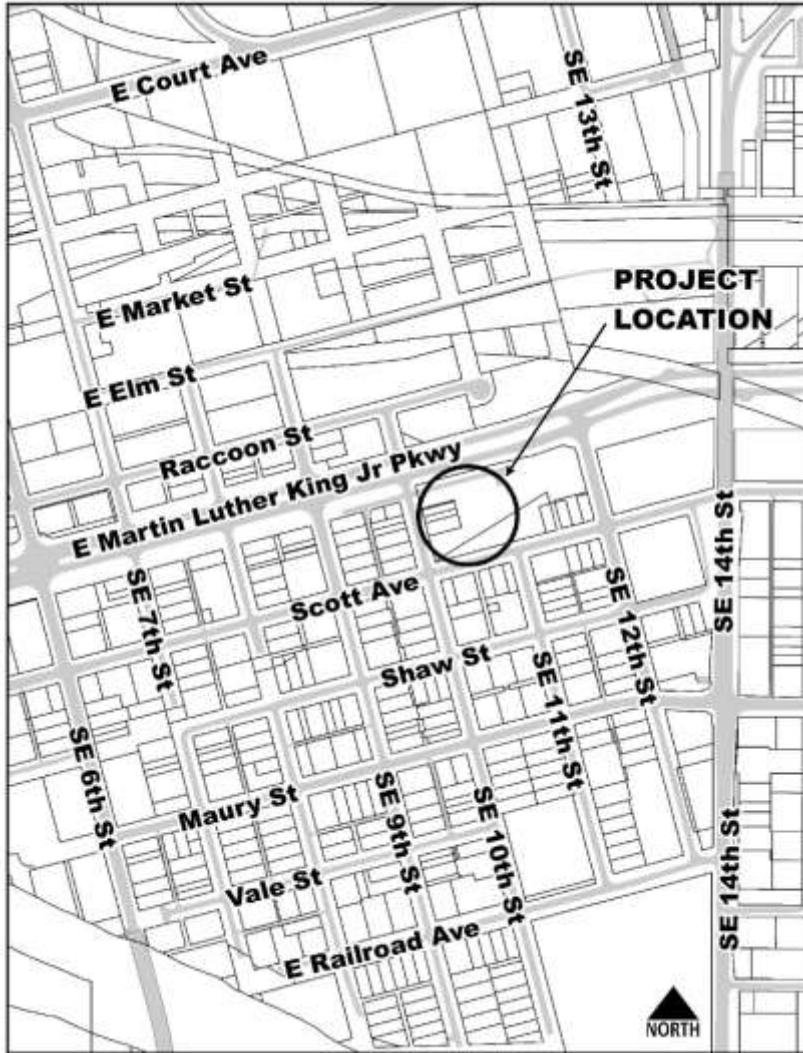 E Court Ave
SE 13th St
E Market St
PROJECT
LOCATION
E Elm St
Raccoon St
E Martin Luther King Jr Pkwy
SE 14th St
SE 7th St
Scott Ave
SE 12th St
Shaw St
SE 11th St
SE 6th St
Maury St
SE 9th St
SE 10th St
Vale St
SE 14th St
E Railroad Ave
NORTH